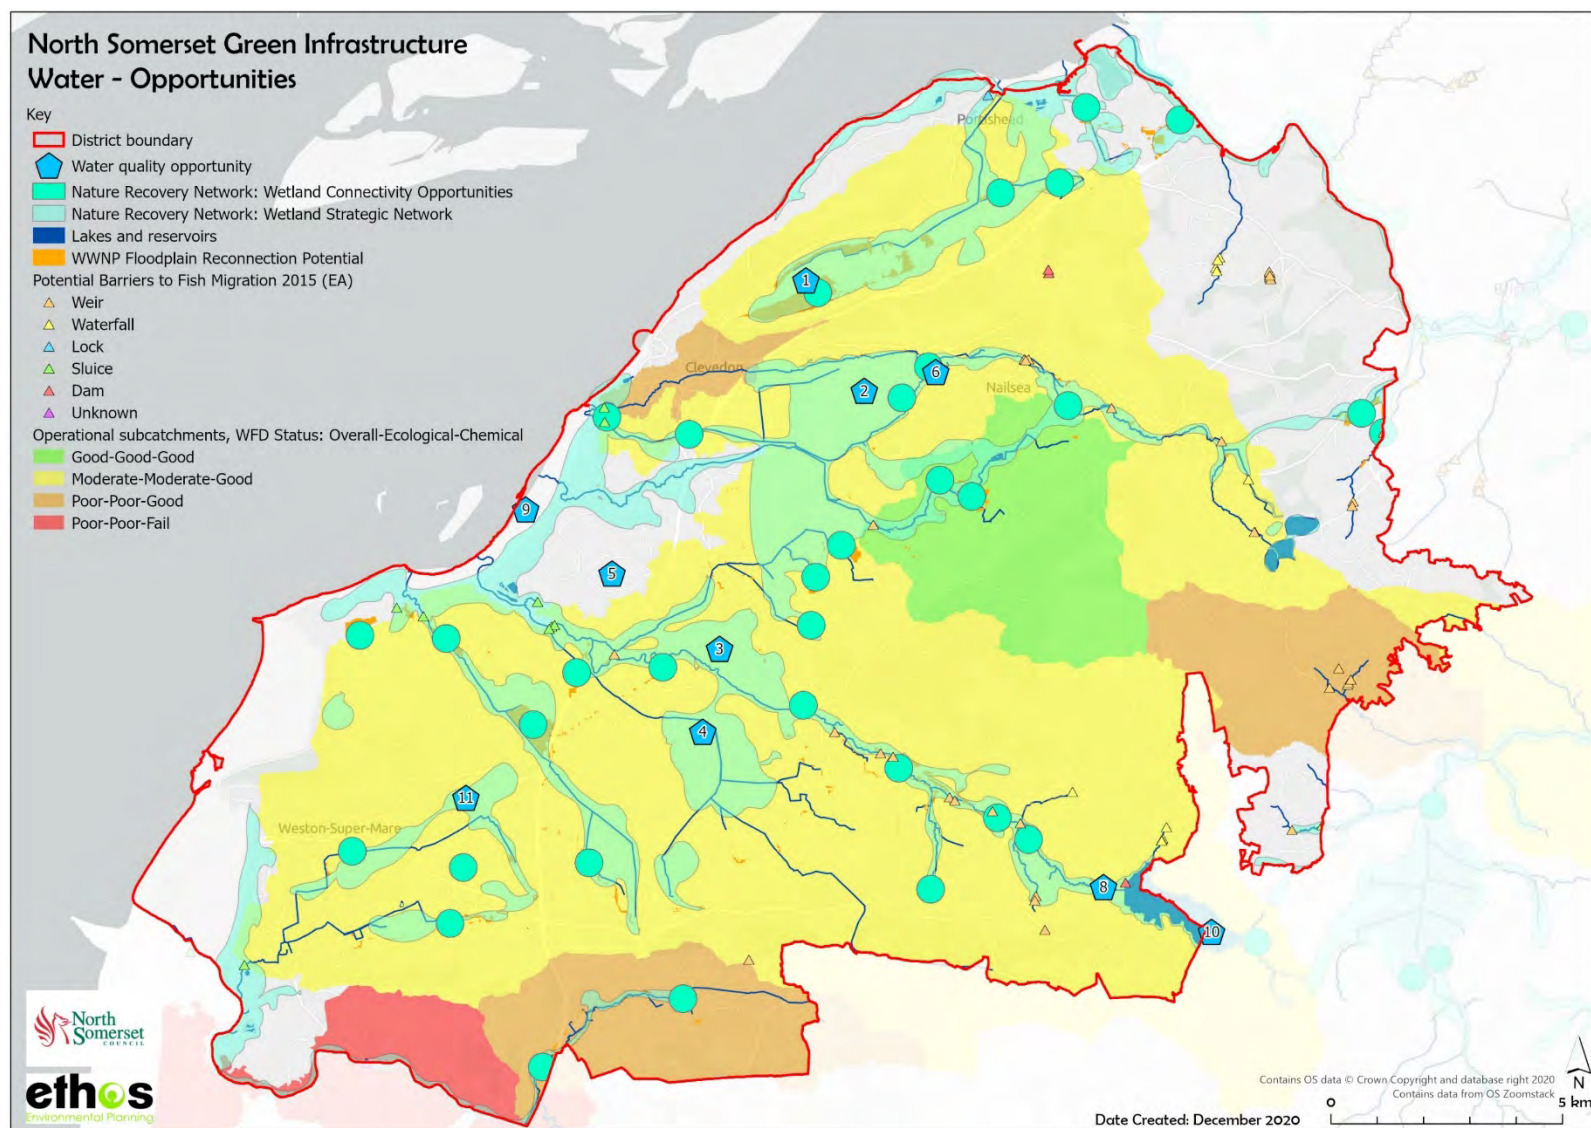 North Somerset Green Infrastructure
Water - Opportunities
Key
District boundary
Water quality opportunity
Nature Recovery Network: Wetland Connectivity Opportunities
Nature Recovery Network: Wetland Strategic Network
Lakes and reservoirs
WWNP Floodplain Reconnection Potential
Potential Barriers to Fish Migration 2015 (EA)
Weir
Waterfall
Lock
Sluice
Dam
Unknown
Operational subcatchments, WFD Status: Overall-Ecological-Chemical
Good-Good-Good
Moderate-Moderate-Good
Poor-Poor-Good
Poor-Poor-Fail
Portishead
1
Clevedon
6
2
Nailsea
9
5
3
4
11
Weston-Super-Mare
8
10
North
Somerset
COUNCIL
ethos
Environmental Planning
Contains OS data © Crown Copyright and database right 2020
Contains data from OS Zoomstack
N
0 5 km
Date Created: December 2020